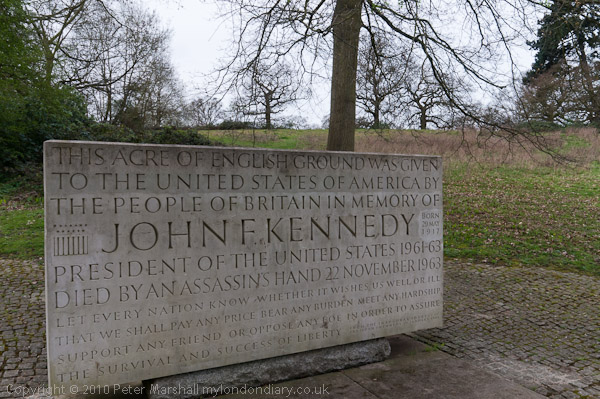 THIS ACRE OF ENGLISH GROUND WAS GIVEN
TO THE UNITED STATES OF AMERICA BY
THE PEOPLE OF BRITAIN IN MEMORY OF
JOHN F. KENNEDY
BORN
29 MAY
1917
PRESIDENT OF THE UNITED STATES 1961-63
DIED BY AN ASSASSIN'S HAND 22 NOVEMBER 1963
LET EVERY NATION KNOW WHETHER IT WISHES US WELL OR ILL
THAT WE SHALL PAY ANY PRICE BEAR ANY BURDEN MEET ANY HARDSHIP
SUPPORT ANY FRIEND OR OPPOSE ANY FOE IN ORDER TO ASSURE
THE SURVIVAL AND SUCCESS OF LIBERTY
Copyright © 2010 Peter Marshall mylondondiary.co.uk